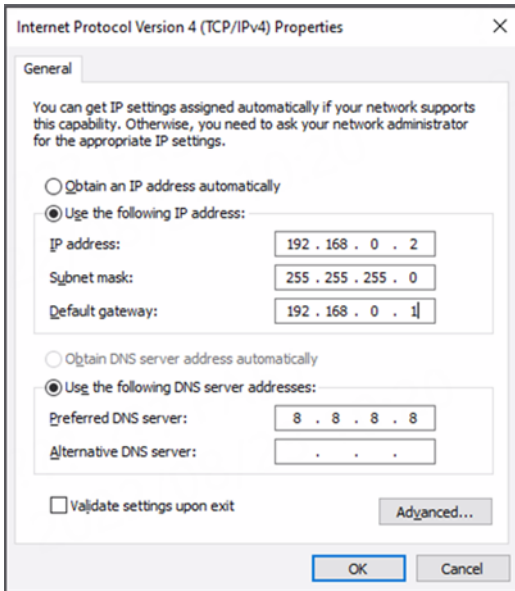 Internet Protocol Version 4 (TCP/IPv4) Properties
General
You can get IP settings assigned automatically if your network supports
this capability. Otherwise, you need to ask your network administrator
for the appropriate IP settings.
Obtain an IP address automatically
Use the following IP address:
IP address: 192 . 168 . 0 . 2
Subnet mask: 255 . 255 . 255 . 0
Default gateway: 192 . 168 . 0 . 1
Obtain DNS server address automatically
Use the following DNS server addresses:
Preferred DNS server: 8 . 8 . 8 . 8
Alternative DNS server: . . .
Validate settings upon exit
Advanced...
OK Cancel